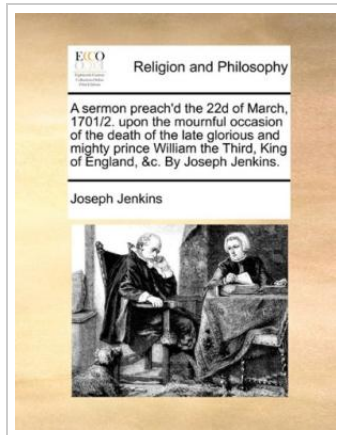 ECCO
Religion and Philosophy
A sermon preach'd the 22d of March,
1701/2. upon the mournful occasion
of the death of the late glorious and
mighty prince William the Third, King
of England, &c. By Joseph Jenkins.
Joseph Jenkins